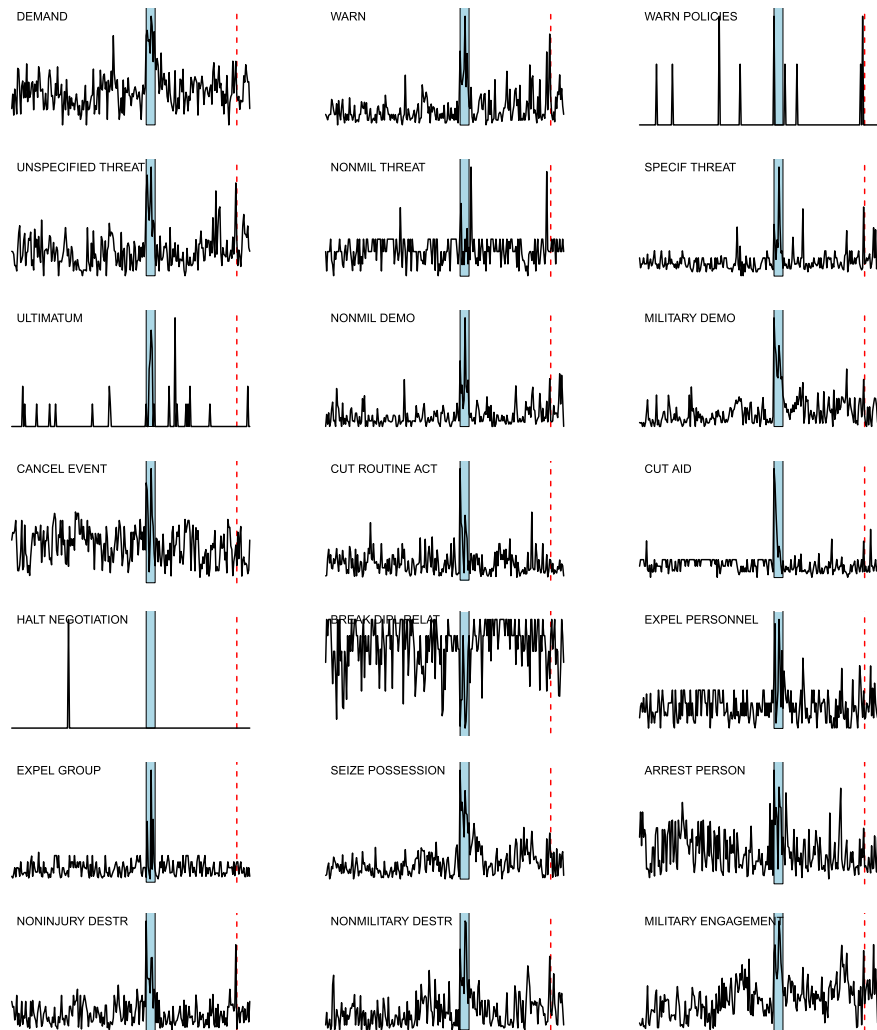 DEMAND
WARN
WARN POLICIES
UNSPECIFIED THREAT
NONMIL THREAT
SPECIF THREAT
ULTIMATUM
NONMIL DEMO
MILITARY DEMO
CANCEL EVENT
CUT ROUTINE ACT
CUT AID
HALT NEGOTIATION
BREAK DIPL RELAT
EXPEL PERSONNEL
EXPEL GROUP
SEIZE POSSESSION
ARREST PERSON
NONINJURY DESTR
NONMILITARY DESTR
MILITARY ENGAGEMENT